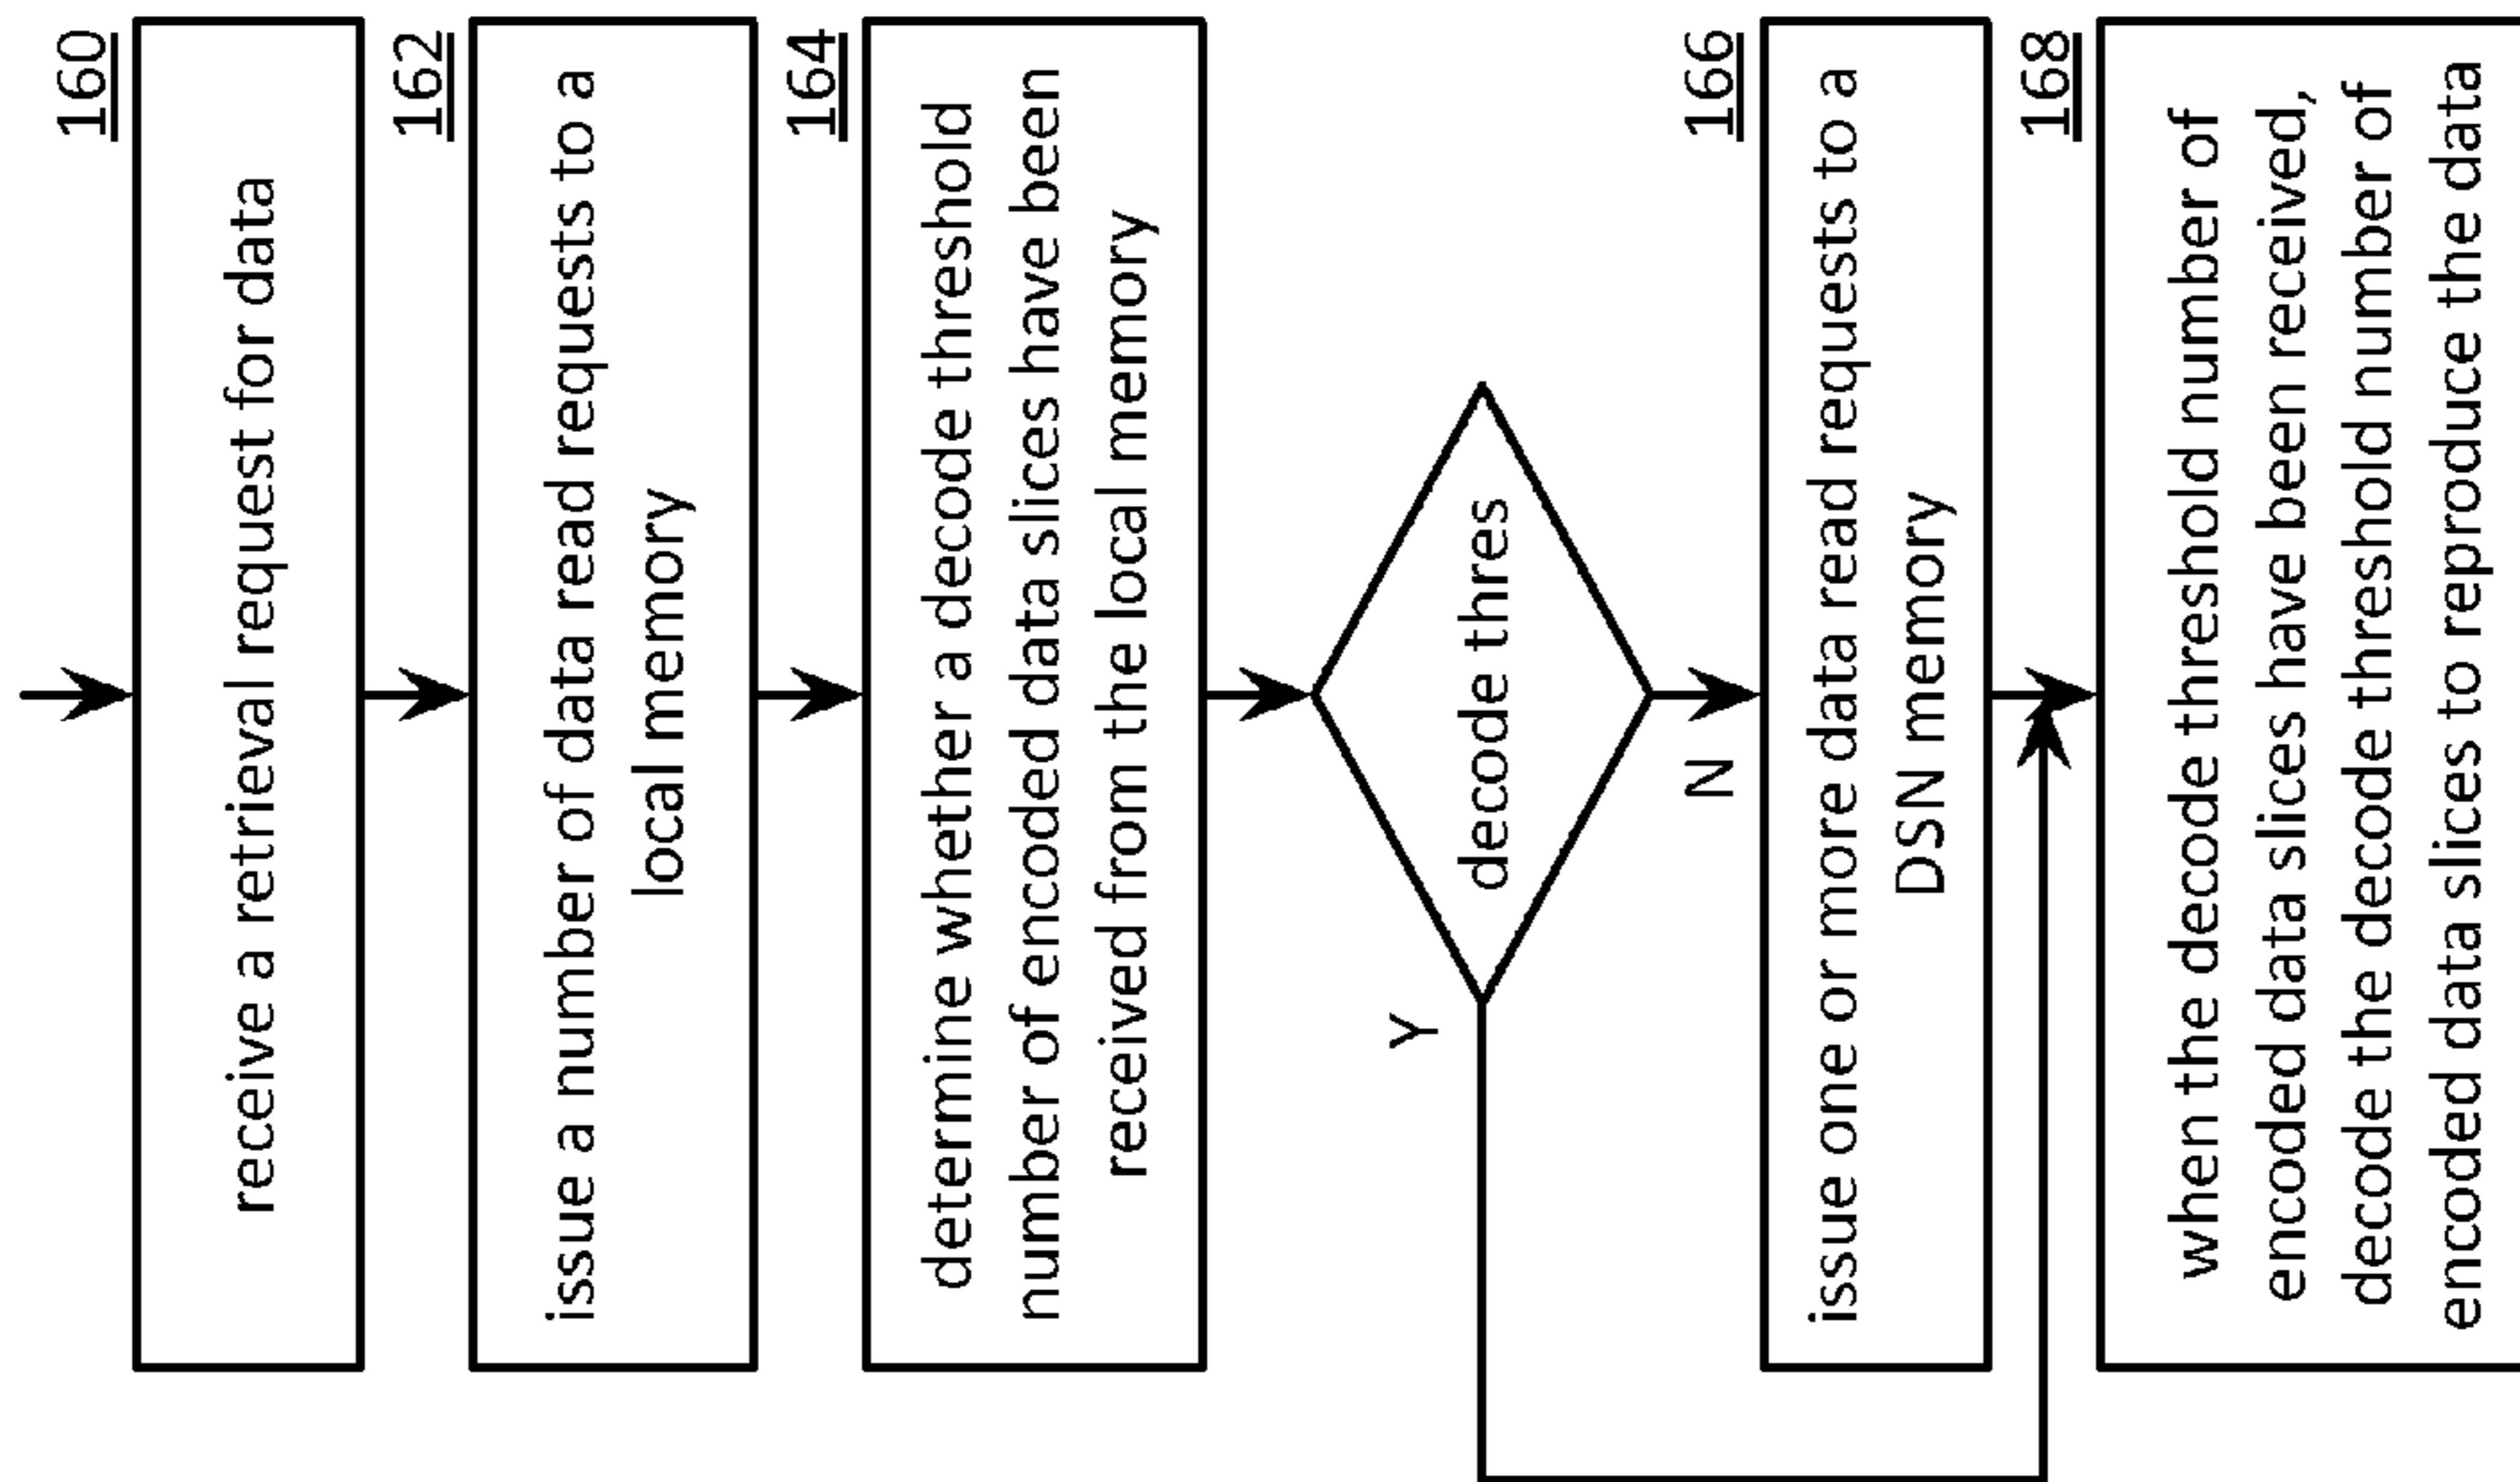 160
receive a retrieval request for data
162
issue a number of data read requests to a
local memory
164
determine whether a decode threshold
number of encoded data slices have been
received from the local memory
decode thres
Y
N
166
issue one or more data read requests to a
DSN memory
168
when the decode threshold number of
encoded data slices have been received,
decode the decode threshold number of
encoded data slices to reproduce the data